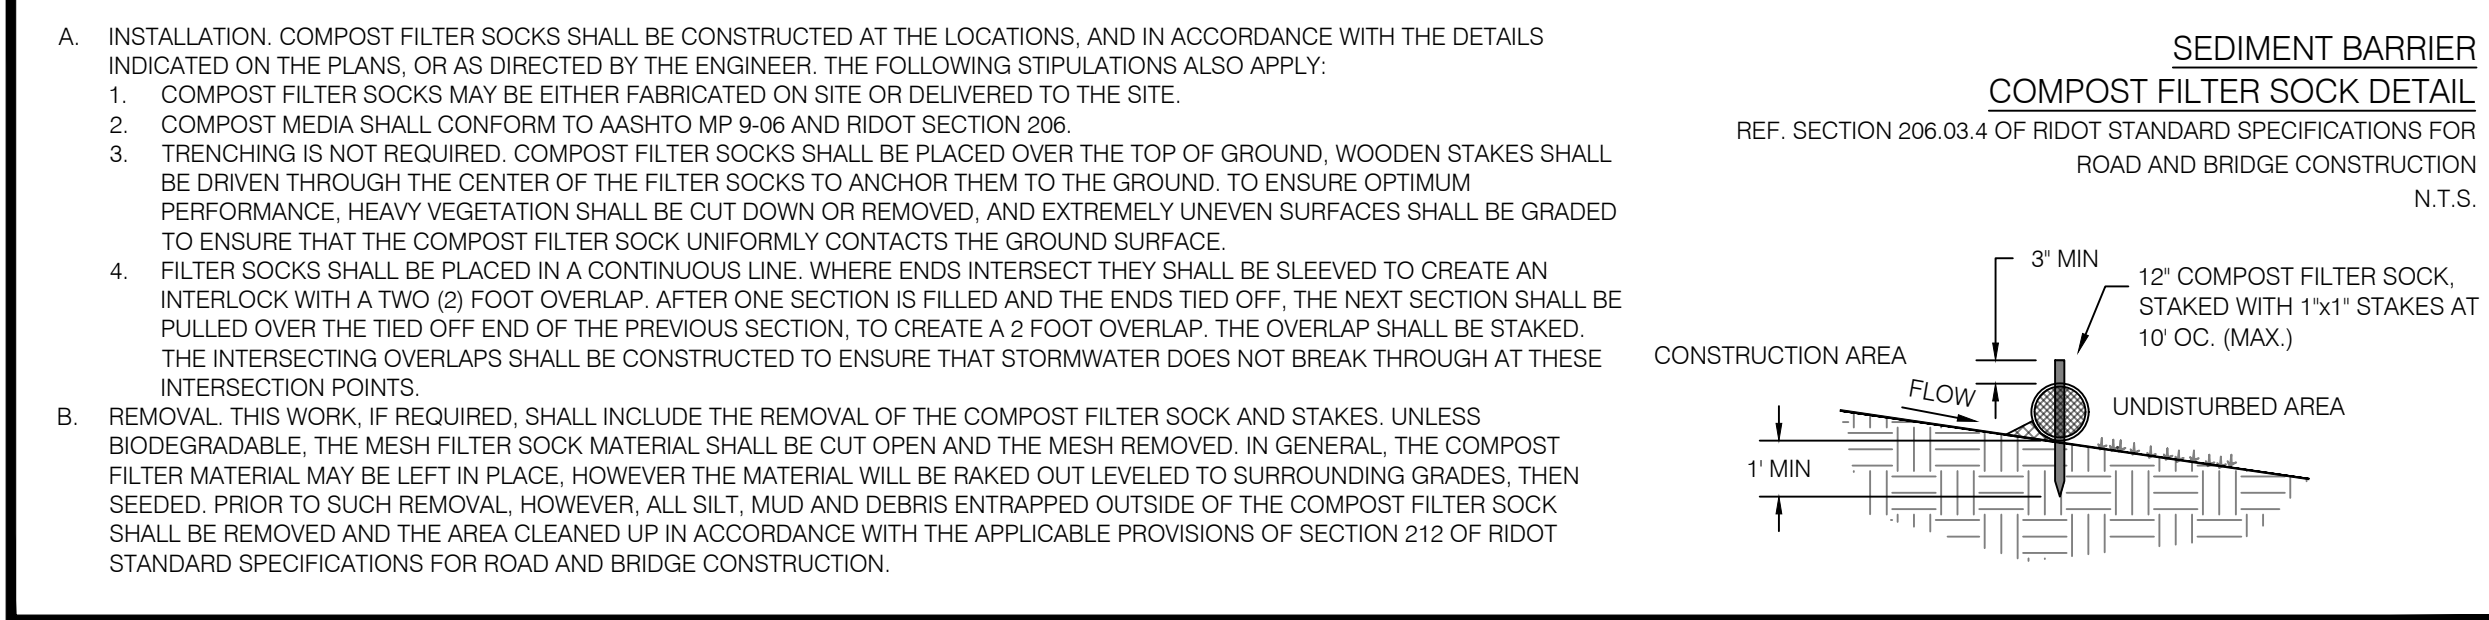 A. INSTALLATION. COMPOST FILTER SOCKS SHALL BE CONSTRUCTED AT THE LOCATIONS, AND IN ACCORDANCE WITH THE DETAILS
INDICATED ON THE PLANS, OR AS DIRECTED BY THE ENGINEER. THE FOLLOWING STIPULATIONS ALSO APPLY:
1. COMPOST FILTER SOCKS MAY BE EITHER FABRICATED ON SITE OR DELIVERED TO THE SITE.
2. COMPOST MEDIA SHALL CONFORM TO AASHTO MP 9-06 AND RIDOT SECTION 206.
3. TRENCHING IS NOT REQUIRED. COMPOST FILTER SOCKS SHALL BE PLACED OVER THE TOP OF GROUND, WOODEN STAKES SHALL
BE DRIVEN THROUGH THE CENTER OF THE FILTER SOCKS TO ANCHOR THEM TO THE GROUND. TO ENSURE OPTIMUM
PERFORMANCE, HEAVY VEGETATION SHALL BE CUT DOWN OR REMOVED, AND EXTREMELY UNEVEN SURFACES SHALL BE GRADED
TO ENSURE THAT THE COMPOST FILTER SOCK UNIFORMLY CONTACTS THE GROUND SURFACE.
4. FILTER SOCKS SHALL BE PLACED IN A CONTINUOUS LINE. WHERE ENDS INTERSECT THEY SHALL BE SLEEVED TO CREATE AN
INTERLOCK WITH A TWO (2) FOOT OVERLAP. AFTER ONE SECTION IS FILLED AND THE ENDS TIED OFF, THE NEXT SECTION SHALL BE
PULLED OVER THE TIED OFF END OF THE PREVIOUS SECTION, TO CREATE A 2 FOOT OVERLAP. THE OVERLAP SHALL BE STAKED.
THE INTERSECTING OVERLAPS SHALL BE CONSTRUCTED TO ENSURE THAT STORMWATER DOES NOT BREAK THROUGH AT THESE
INTERSECTION POINTS.
B. REMOVAL. THIS WORK, IF REQUIRED, SHALL INCLUDE THE REMOVAL OF THE COMPOST FILTER SOCK AND STAKES. UNLESS
BIODEGRADABLE, THE MESH FILTER SOCK MATERIAL SHALL BE CUT OPEN AND THE MESH REMOVED. IN GENERAL, THE COMPOST
FILTER MATERIAL MAY BE LEFT IN PLACE, HOWEVER THE MATERIAL WILL BE RAKED OUT LEVELED TO SURROUNDING GRADES, THEN
SEEDED. PRIOR TO SUCH REMOVAL, HOWEVER, ALL SILT, MUD AND DEBRIS ENTRAPPED OUTSIDE OF THE COMPOST FILTER SOCK
SHALL BE REMOVED AND THE AREA CLEANED UP IN ACCORDANCE WITH THE APPLICABLE PROVISIONS OF SECTION 212 OF RIDOT
STANDARD SPECIFICATIONS FOR ROAD AND BRIDGE CONSTRUCTION.
SEDIMENT BARRIER
COMPOST FILTER SOCK DETAIL
REF. SECTION 206.03.4 OF RIDOT STANDARD SPECIFICATIONS FOR
ROAD AND BRIDGE CONSTRUCTION
N.T.S.
3" MIN
12" COMPOST FILTER SOCK,
STAKED WITH 1"x1" STAKES AT
10' OC. (MAX.)
CONSTRUCTION AREA
FLOW
UNDISTURBED AREA
1' MIN